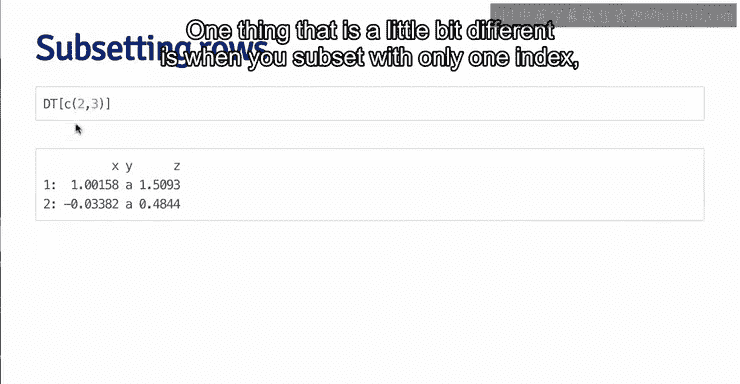 One thing that is a little bit different
is when you subset with only one index,
Subsetting rows
DT[c(2,3)]
x y z
1: 1.00158 a 1.5093
2: -0.03382 a 0.4844